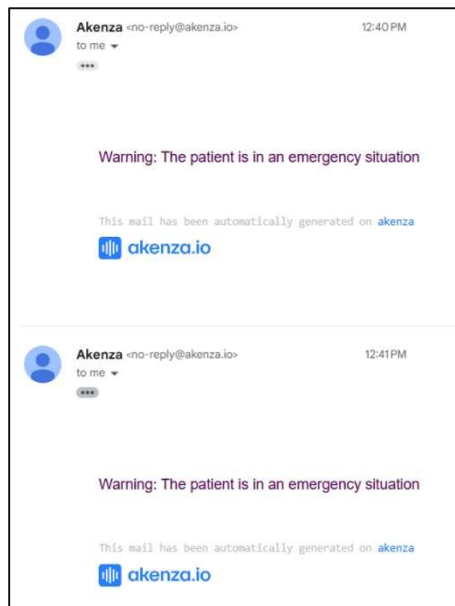 Akenza <no-reply@akenza.io> 12:40 PM
to me
Warning: The patient is in an emergency situation
This mail has been automatically generated on akenza
akenza.io
Akenza <no-reply@akenza.io> 12:41 PM
to me
Warning: The patient is in an emergency situation
This mail has been automatically generated on akenza
akenza.io